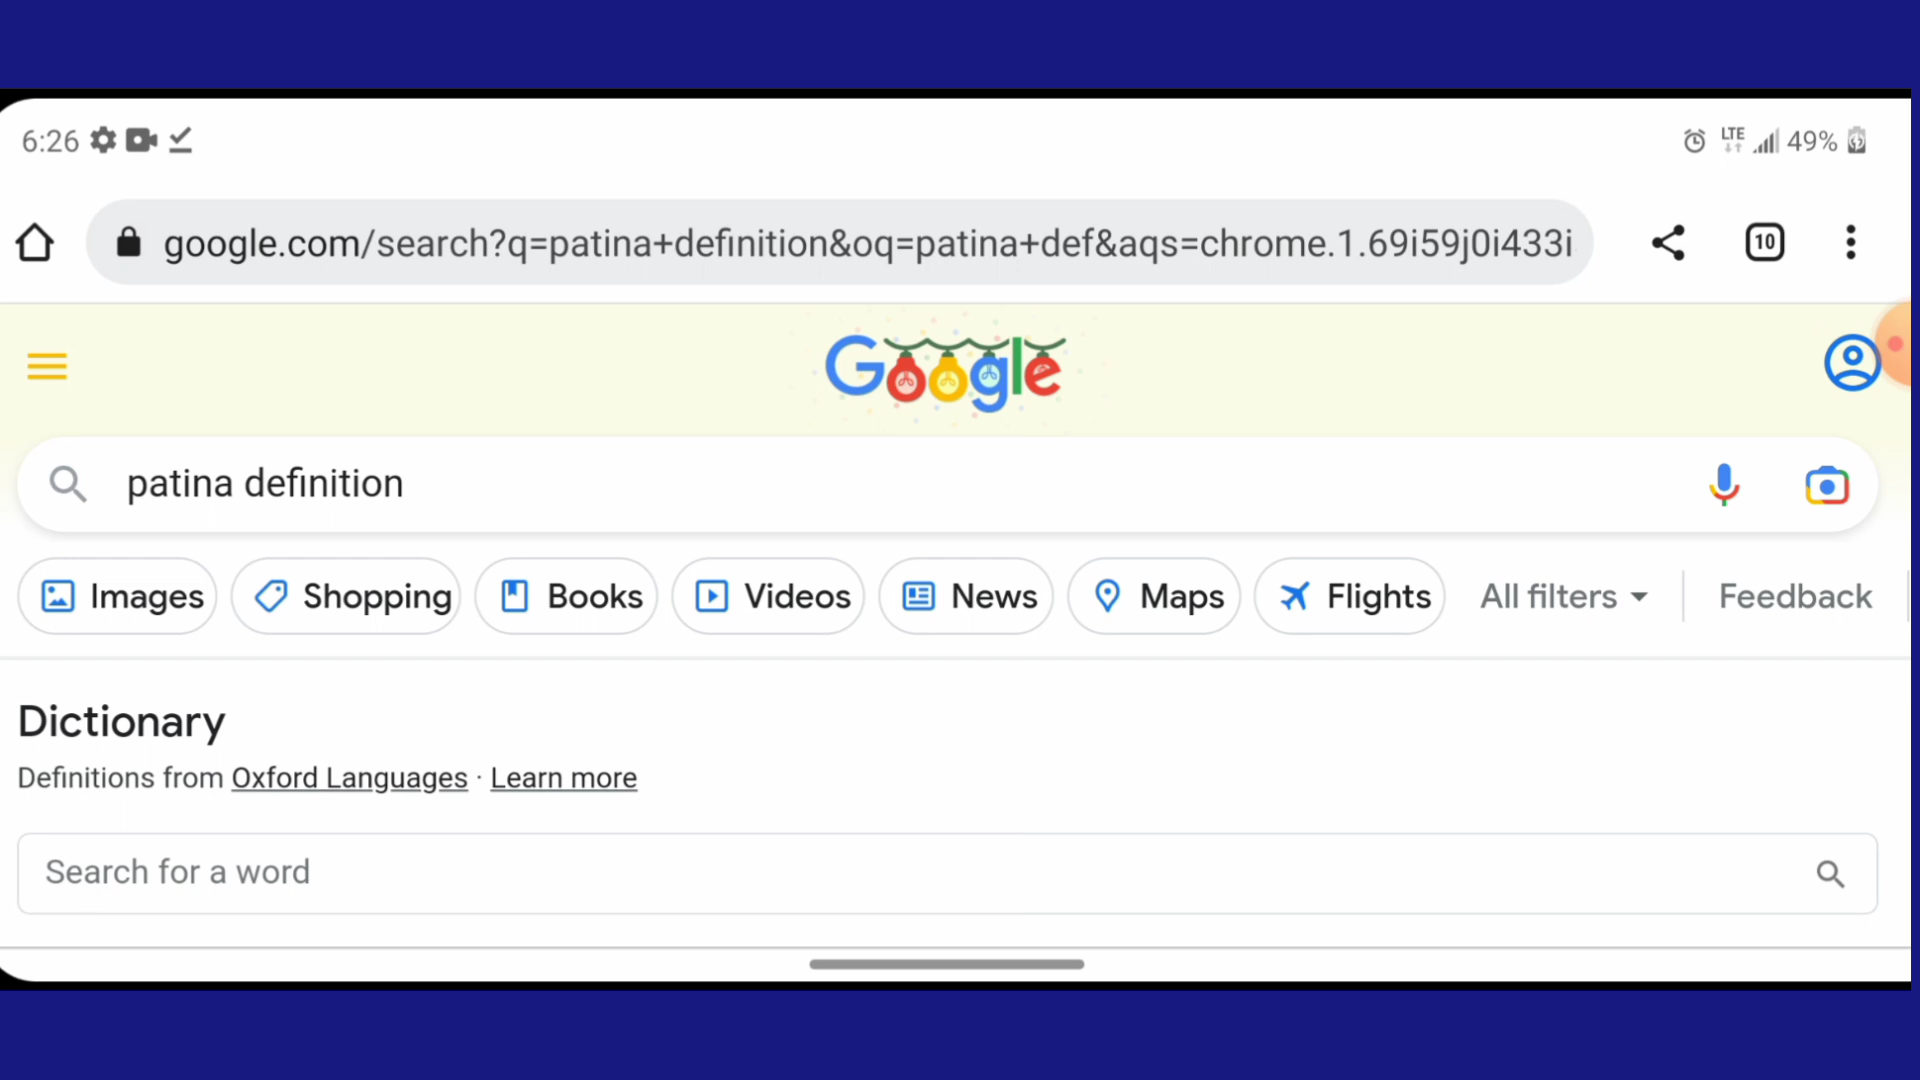 6:26 LTE 49%
google.com/search?q=patina+definition&oq=patina+def&aqs=chrome.1.69i59j0i433i 10
Google
patina definition
Images Shopping Books Videos News Maps Flights All filters Feedback
Dictionary
Definitions from Oxford Languages · Learn more
Search for a word